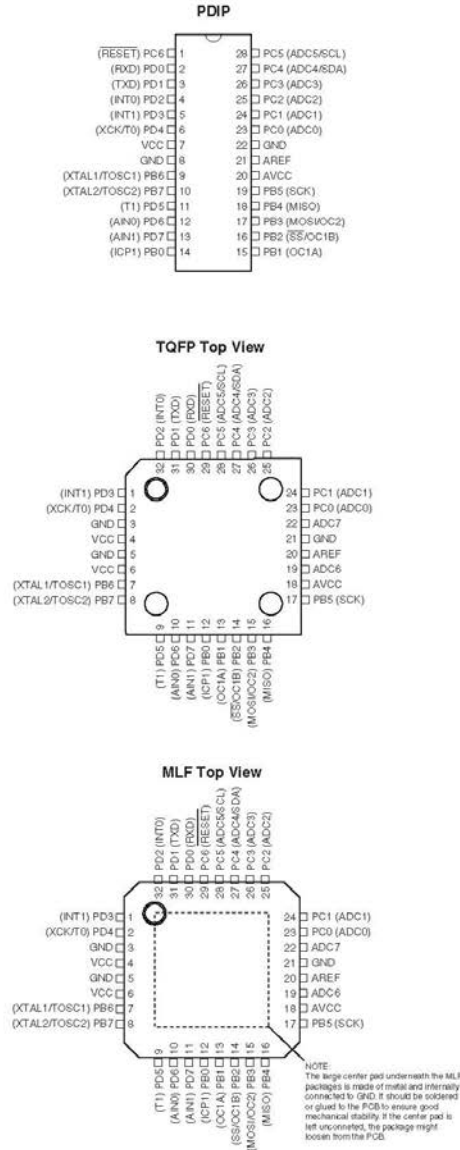 PDIP
(RESET) PC6 1 28 PC5 (ADC5/SCL)
(RXD) PD0 2 27 PC4 (ADC4/SDA)
(TXD) PD1 3 26 PC3 (ADC3)
(INT0) PD2 4 25 PC2 (ADC2)
(INT1) PD3 5 24 PC1 (ADC1)
(XCK/T0) PD4 6 23 PC0 (ADC0)
VCC 7 22 GND
GND 8 21 AREF
(XTAL1/TOSC1) PB6 9 20 AVCC
(XTAL2/TOSC2) PB7 10 19 PB5 (SCK)
(T1) PD5 11 18 PB4 (MISO)
(AIN0) PD6 12 17 PB3 (MOSI/OC2)
(AIN1) PD7 13 16 PB2 (SS/OC1B)
(ICP1) PB0 14 15 PB1 (OC1A)
TQFP Top View
32 PD2 (INT0)
31 PD1 (TXD)
30 PD0 (RXD)
29 PC6 (RESET)
28 PC5 (ADC5/SCL)
27 PC4 (ADC4/SDA)
26 PC3 (ADC3)
25 PC2 (ADC2)
(INT1) PD3 1 24 PC1 (ADC1)
(XCK/T0) PD4 2 23 PC0 (ADC0)
GND 3 22 ADC7
VCC 4 21 GND
GND 5 20 AREF
VCC 6 19 ADC6
(XTAL1/TOSC1) PB6 7 18 AVCC
(XTAL2/TOSC2) PB7 8 17 PB5 (SCK)
(T1) PD5 9
(AIN0) PD6 10
(AIN1) PD7 11
(ICP1) PB0 12
(OC1A) PB1 13
(SS/OC1B) PB2 14
(MOSI/OC2) PB3 15
(MISO) PB4 16
MLF Top View
32 PD2 (INT0)
31 PD1 (TXD)
30 PD0 (RXD)
29 PC6 (RESET)
28 PC5 (ADC5/SCL)
27 PC4 (ADC4/SDA)
26 PC3 (ADC3)
25 PC2 (ADC2)
(INT1) PD3 1 24 PC1 (ADC1)
(XCK/T0) PD4 2 23 PC0 (ADC0)
GND 3 22 ADC7
VCC 4 21 GND
GND 5 20 AREF
VCC 6 19 ADC6
(XTAL1/TOSC1) PB6 7 18 AVCC
(XTAL2/TOSC2) PB7 8 17 PB5 (SCK)
(T1) PD5 9
(AIN0) PD6 10
(AIN1) PD7 11
(ICP1) PB0 12
(OC1A) PB1 13
(SS/OC1B) PB2 14
(MOSI/OC2) PB3 15
(MISO) PB4 16
NOTE:
The large center pad underneath the MLF
packages is made of metal and internally
connected to GND. It should be soldered
or glued to the PCB to ensure good
mechanical stability. If the center pad is
left unconneted, the package might
loosen from the PCB.